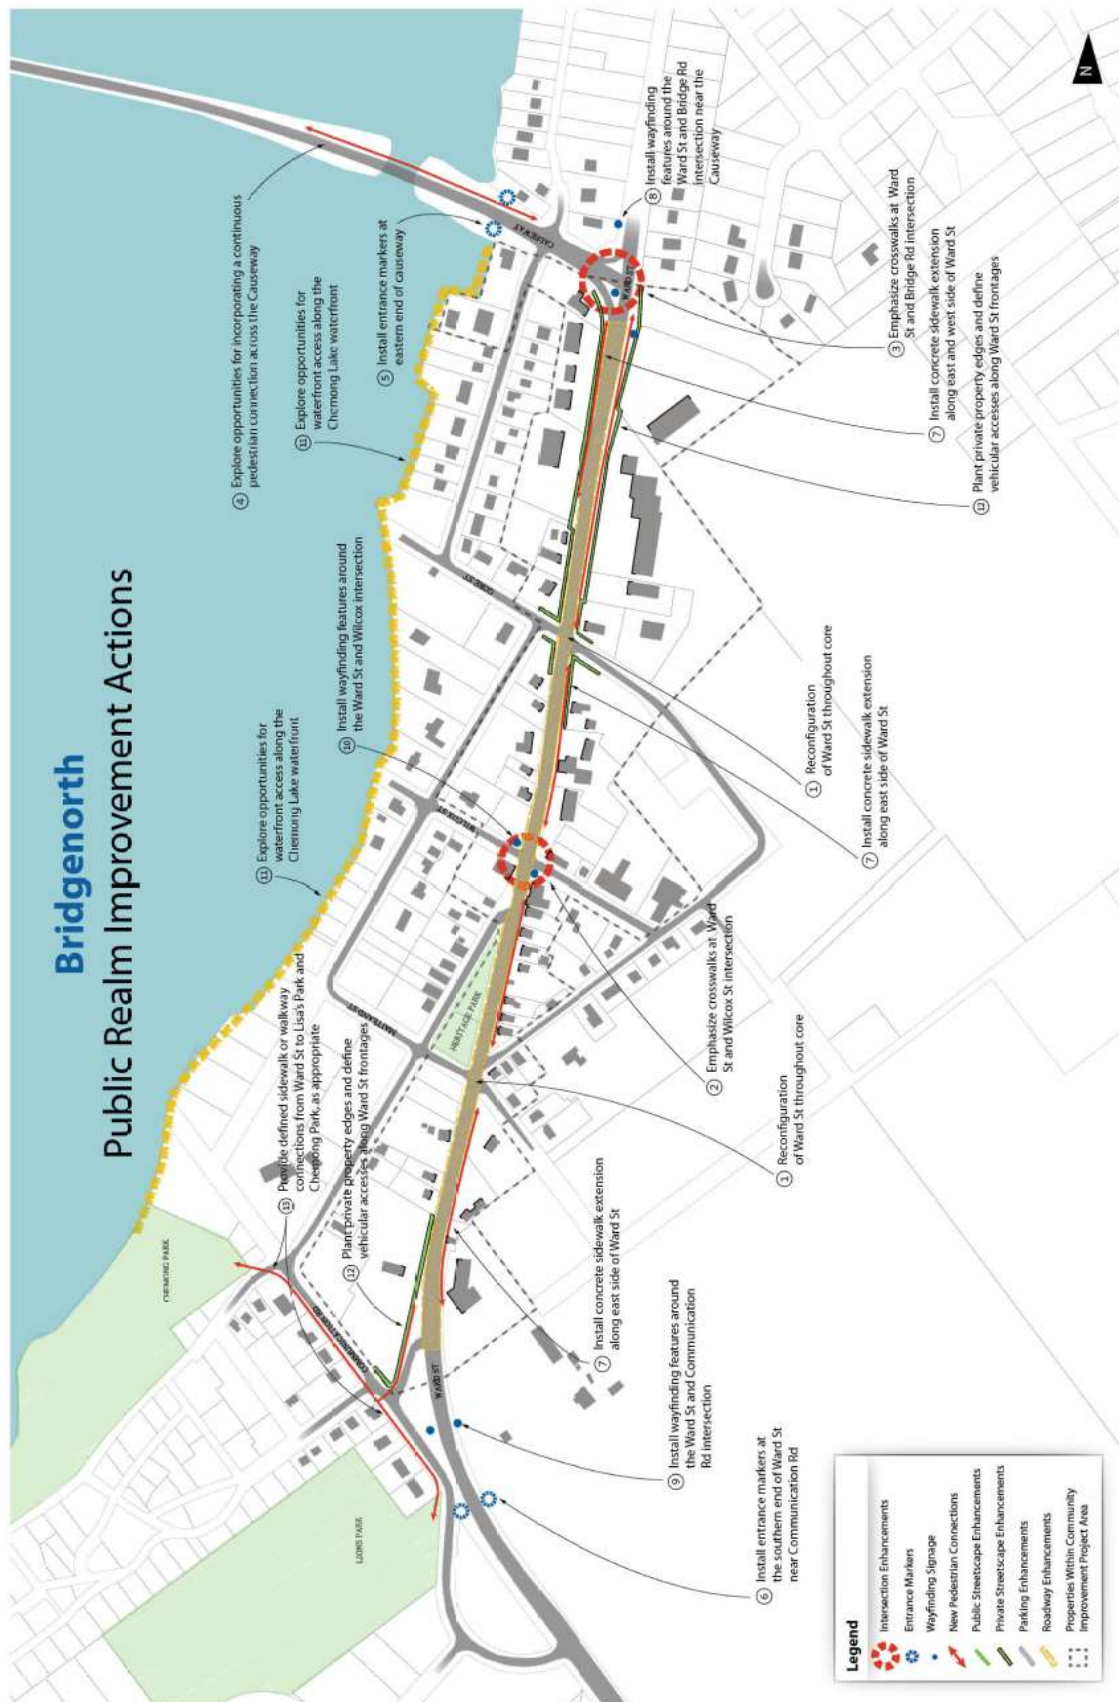 Bridgenorth
Public Realm Improvement Actions
13 Provide defined sidewalk or walkway
connections from Ward St to Lisa's Park and
Chemong Park, as appropriate
12 Plant private property edges and define
vehicular accesses along Ward St frontages
11 Explore opportunities for
waterfront access along the
Chemong Lake waterfront
10 Install wayfinding features around
the Ward St and Wilcox intersection
4 Explore opportunities for incorporating a continuous
pedestrian connection across the Causeway
11 Explore opportunities for
waterfront access along the
Chemong Lake waterfront
5 Install entrance markers at
eastern end of causeway
8 Install wayfinding
features around the
Ward St and Bridge Rd
intersection near the
Causeway
CHEMONG PARK
LIONS PARK
COMMUNICATION RD
MAITLAND ST
HERITAGE PARK
WILCOX ST
GORE ST
CAUSEWAY
WARD ST
WARD ST
6 Install entrance markers at
the southern end of Ward St
near Communication Rd
9 Install wayfinding features around
the Ward St and Communication
Rd intersection
7 Install concrete sidewalk extension
along east side of Ward St
1 Reconfiguration
of Ward St throughout core
2 Emphasize crosswalks at Ward
St and Wilcox St intersection
7 Install concrete sidewalk extension
along east side of Ward St
1 Reconfiguration
of Ward St throughout core
12 Plant private property edges and define
vehicular accesses along Ward St frontages
7 Install concrete sidewalk extension
along east and west side of Ward St
3 Emphasize crosswalks at Ward
St and Bridge Rd intersection
N
Legend
Intersection Enhancements
Entrance Markers
Wayfinding Signage
New Pedestrian Connections
Public Streetscape Enhancements
Private Streetscape Enhancements
Parking Enhancements
Roadway Enhancements
Properties Within Community
Improvement Project Area